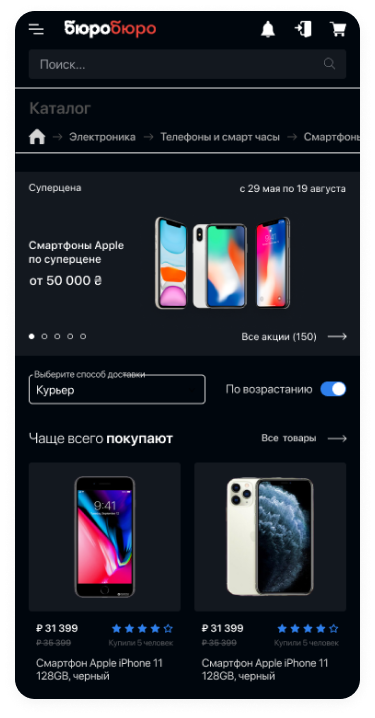 бюробюро
Поиск...
Каталог
Электроника → Телефоны и смарт часы → Смартфоны
Суперцена
с 29 мая по 19 августа
Смартфоны Apple
по суперцене
от 50 000 ₴
Все акции (150)
Выберите способ доставки
Курьер
По возрастанию
Чаще всего покупают
Все товары
9:41
₽ 31 399
₽ 35 399
Купили 5 человек
Смартфон Apple iPhone 11
128GB, черный
₽ 31 399
₽ 35 399
Купили 5 человек
Смартфон Apple iPhone 11
128GB, черный